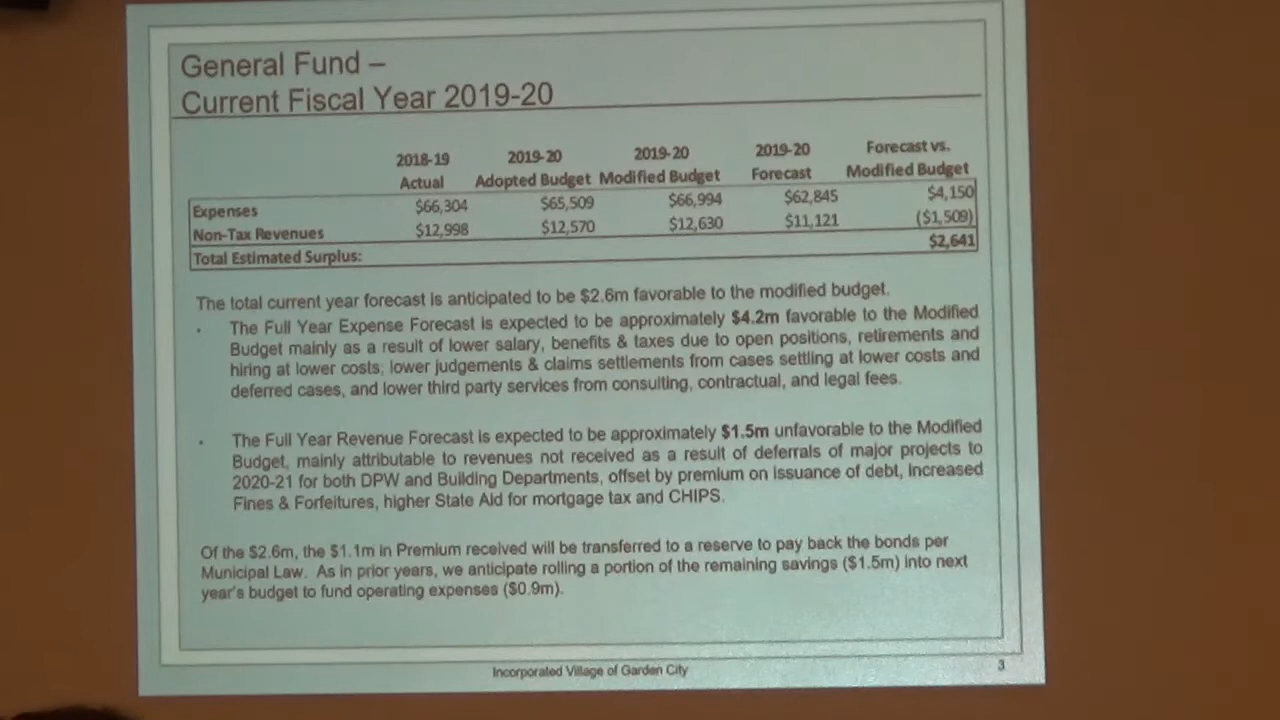 General Fund –
Current Fiscal Year 2019-20
2018-19 2019-20 2019-20 2019-20 Forecast vs.
Actual Adopted Budget Modified Budget Forecast Modified Budget
Expenses $66,304 $65,509 $66,994 $62,845 $4,150
Non-Tax Revenues $12,998 $12,570 $12,630 $11,121 ($1,509)
Total Estimated Surplus: $2,641
The total current year forecast is anticipated to be $2.6m favorable to the modified budget.
• The Full Year Expense Forecast is expected to be approximately $4.2m favorable to the Modified
Budget mainly as a result of lower salary, benefits & taxes due to open positions, retirements and
hiring at lower costs; lower judgements & claims settlements from cases settling at lower costs and
deferred cases, and lower third party services from consulting, contractual, and legal fees.
• The Full Year Revenue Forecast is expected to be approximately $1.5m unfavorable to the Modified
Budget, mainly attributable to revenues not received as a result of deferrals of major projects to
2020-21 for both DPW and Building Departments, offset by premium on issuance of debt, increased
Fines & Forfeitures, higher State Aid for mortgage tax and CHIPS.
Of the $2.6m, the $1.1m in Premium received will be transferred to a reserve to pay back the bonds per
Municipal Law. As in prior years, we anticipate rolling a portion of the remaining savings ($1.5m) into next
year's budget to fund operating expenses ($0.9m).
Incorporated Village of Garden City
3